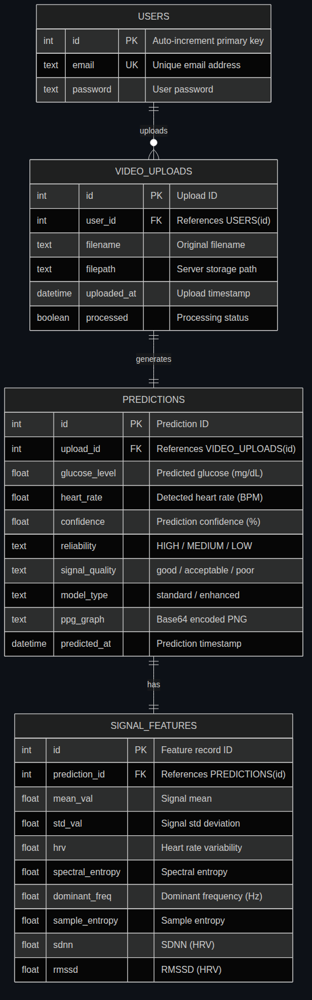 USERS
int id PK Auto-increment primary key
text email UK Unique email address
text password User password
uploads
VIDEO_UPLOADS
int id PK Upload ID
int user_id FK References USERS(id)
text filename Original filename
text filepath Server storage path
datetime uploaded_at Upload timestamp
boolean processed Processing status
generates
PREDICTIONS
int id PK Prediction ID
int upload_id FK References VIDEO_UPLOADS(id)
float glucose_level Predicted glucose (mg/dL)
float heart_rate Detected heart rate (BPM)
float confidence Prediction confidence (%)
text reliability HIGH / MEDIUM / LOW
text signal_quality good / acceptable / poor
text model_type standard / enhanced
text ppg_graph Base64 encoded PNG
datetime predicted_at Prediction timestamp
has
SIGNAL_FEATURES
int id PK Feature record ID
int prediction_id FK References PREDICTIONS(id)
float mean_val Signal mean
float std_val Signal std deviation
float hrv Heart rate variability
float spectral_entropy Spectral entropy
float dominant_freq Dominant frequency (Hz)
float sample_entropy Sample entropy
float sdnn SDNN (HRV)
float rmssd RMSSD (HRV)